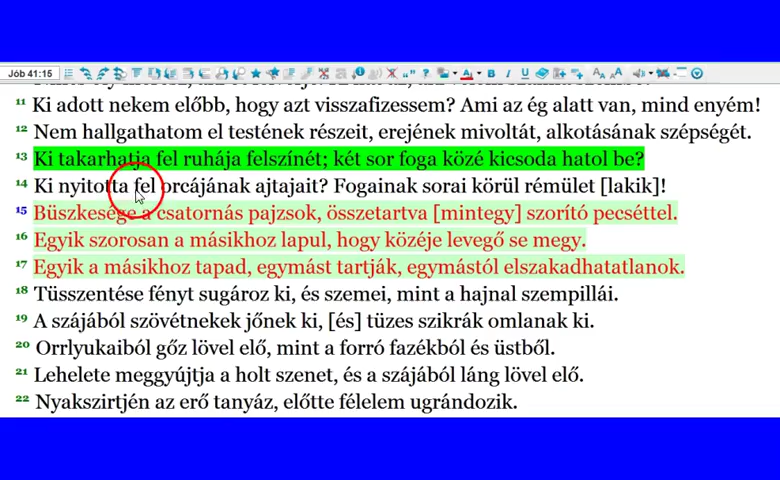 Jób 41:15
11 Ki adott nekem előbb, hogy azt visszafizessem? Ami az ég alatt van, mind enyém!
12 Nem hallgathatom el testének részeit, erejének mivoltát, alkotásának szépségét.
13 Ki takarhatja fel ruhája felszínét; két sor foga közé kicsoda hatol be?
14 Ki nyitotta fel orcájának ajtajait? Fogainak sorai körül rémület [lakik]!
15 Büszkesége a csatornás pajzsok, összetartva [mintegy] szorító pecséttel.
16 Egyik szorosan a másikhoz lapul, hogy közéje levegő se megy.
17 Egyik a másikhoz tapad, egymást tartják, egymástól elszakadhatatlanok.
18 Tüsszentése fényt sugároz ki, és szemei, mint a hajnal szempillái.
19 A szájából szövétnekek jőnek ki, [és] tüzes szikrák omlanak ki.
20 Orrlyukaiból gőz lövel elő, mint a forró fazékból és üstből.
21 Lehelete meggyújtja a holt szenet, és a szájából láng lövel elő.
22 Nyakszirtjén az erő tanyáz, előtte félelem ugrándozik.